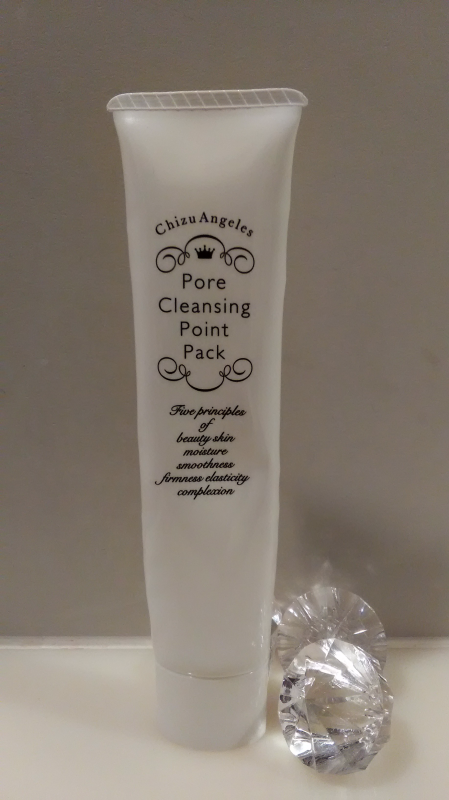 Chizu Angeles
Pore
Cleansing
Point
Pack
Five principles
of
beauty skin
moisture
smoothness
firmness elasticity
complexion